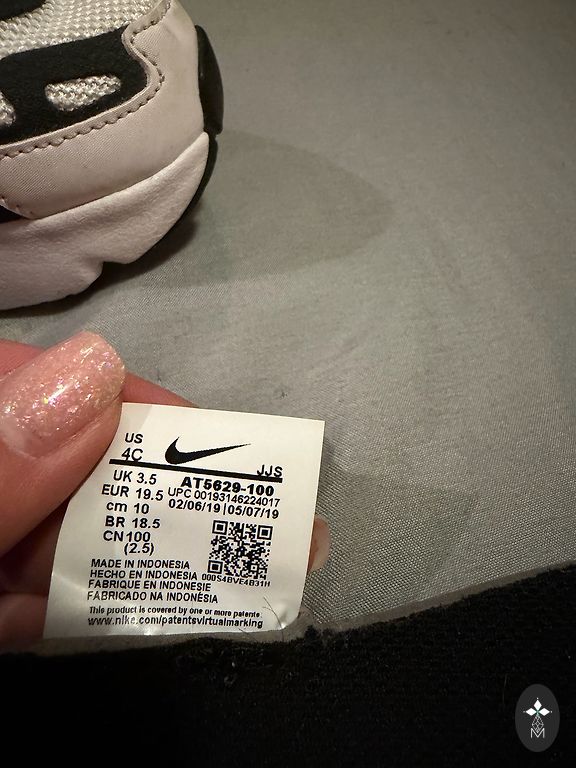 US
4C
JJS
UK 3.5
AT5629-100
EUR 19.5
UPC 00193146224017
cm 10
02/06/19|05/07/19
BR 18.5
CN 100
(2.5)
MADE IN INDONESIA
HECHO EN INDONESIA
000S4BVE4B31H
FABRIQUE EN INDONESIE
FABRICADO NA INDONÉSIA
This product is covered by one or more patents:
www.nike.com/patentsvirtualmarking
M